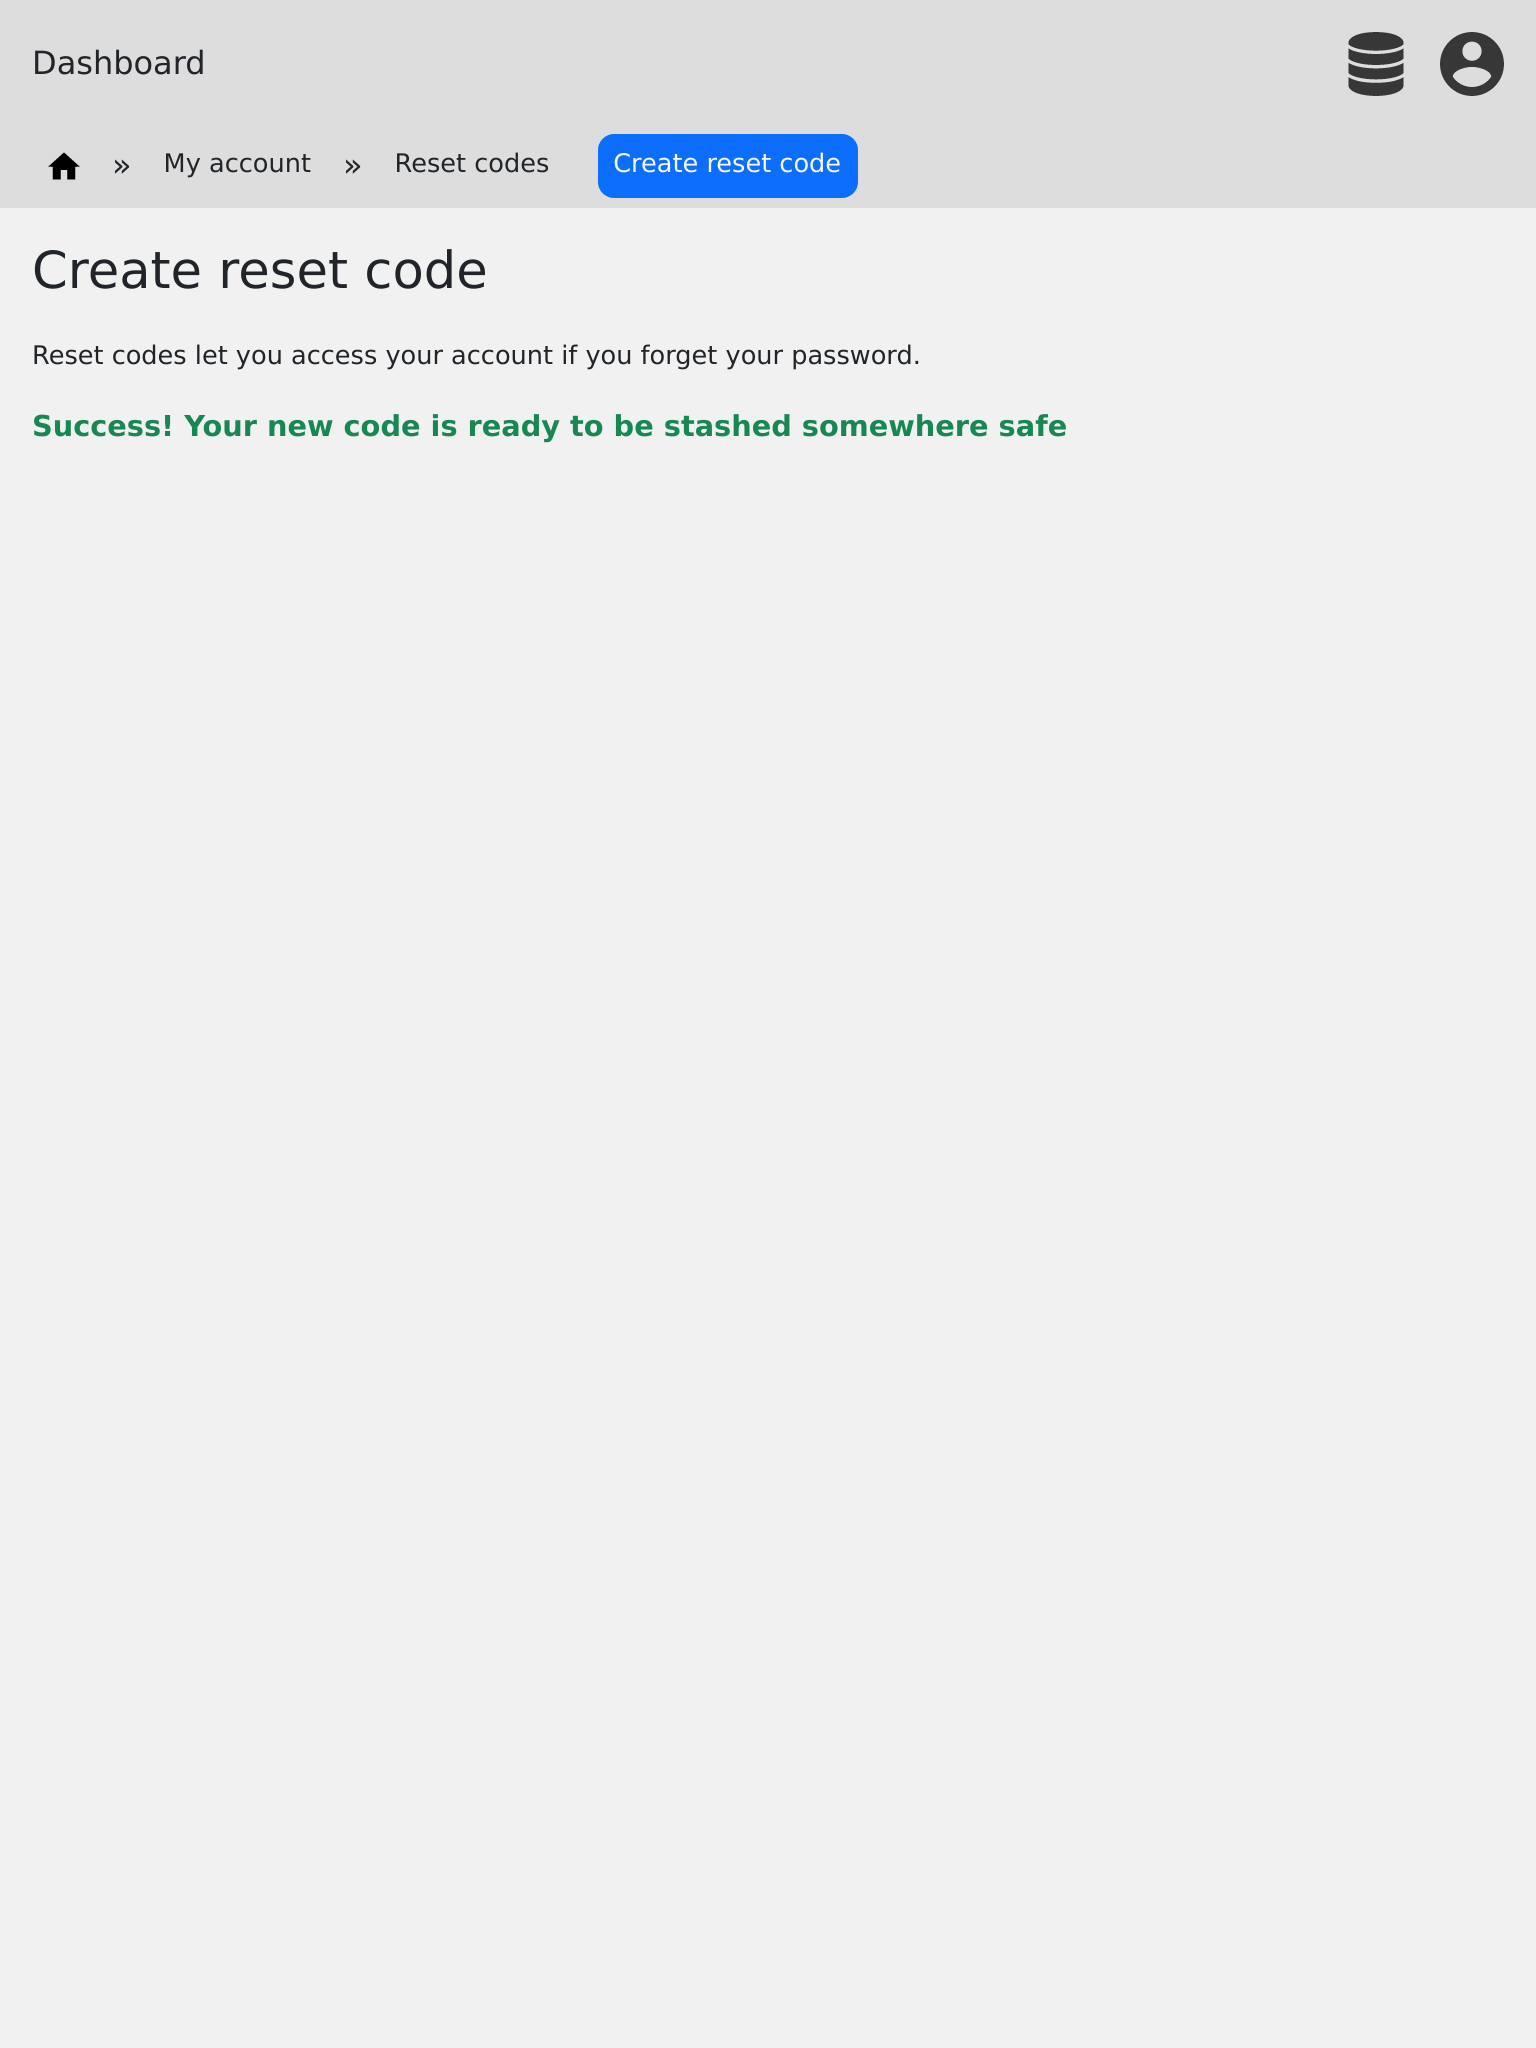 Dashboard
» My account » Reset codes Create reset code
Create reset code
Reset codes let you access your account if you forget your password.
Success! Your new code is ready to be stashed somewhere safe